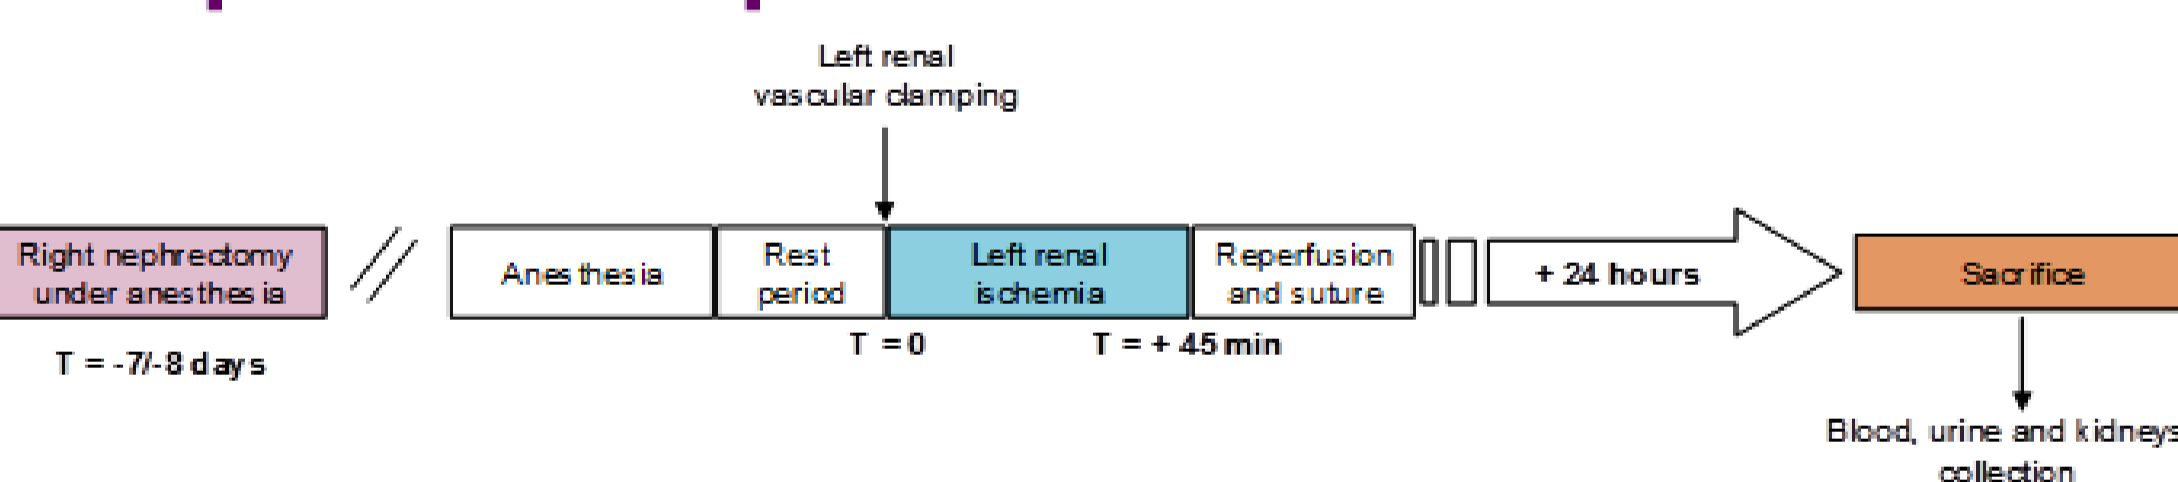 Left renal
vascular clamping
Right nephrectomy
under anesthesia
Anesthesia
Rest
period
Left renal
ischemia
Reperfusion
and suture
+ 24 hours
Sacrifice
T = -7/-8 days
T = 0
T = + 45 min
Blood, urine and kidneys
collection